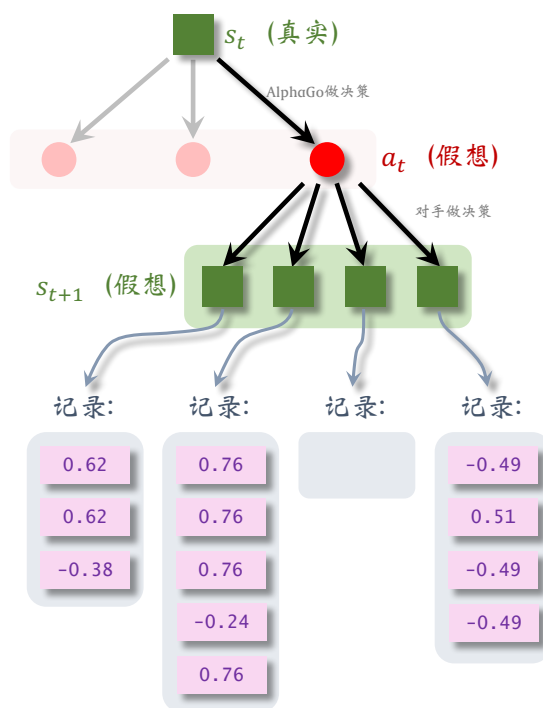 s_t (真实)
AlphaGo做决策
a_t (假想)
对手做决策
s_{t+1} (假想)
记录: 记录: 记录: 记录:
0.62 0.76 -0.49
0.62 0.76 0.51
-0.38 0.76 -0.49
-0.24 -0.49
0.76